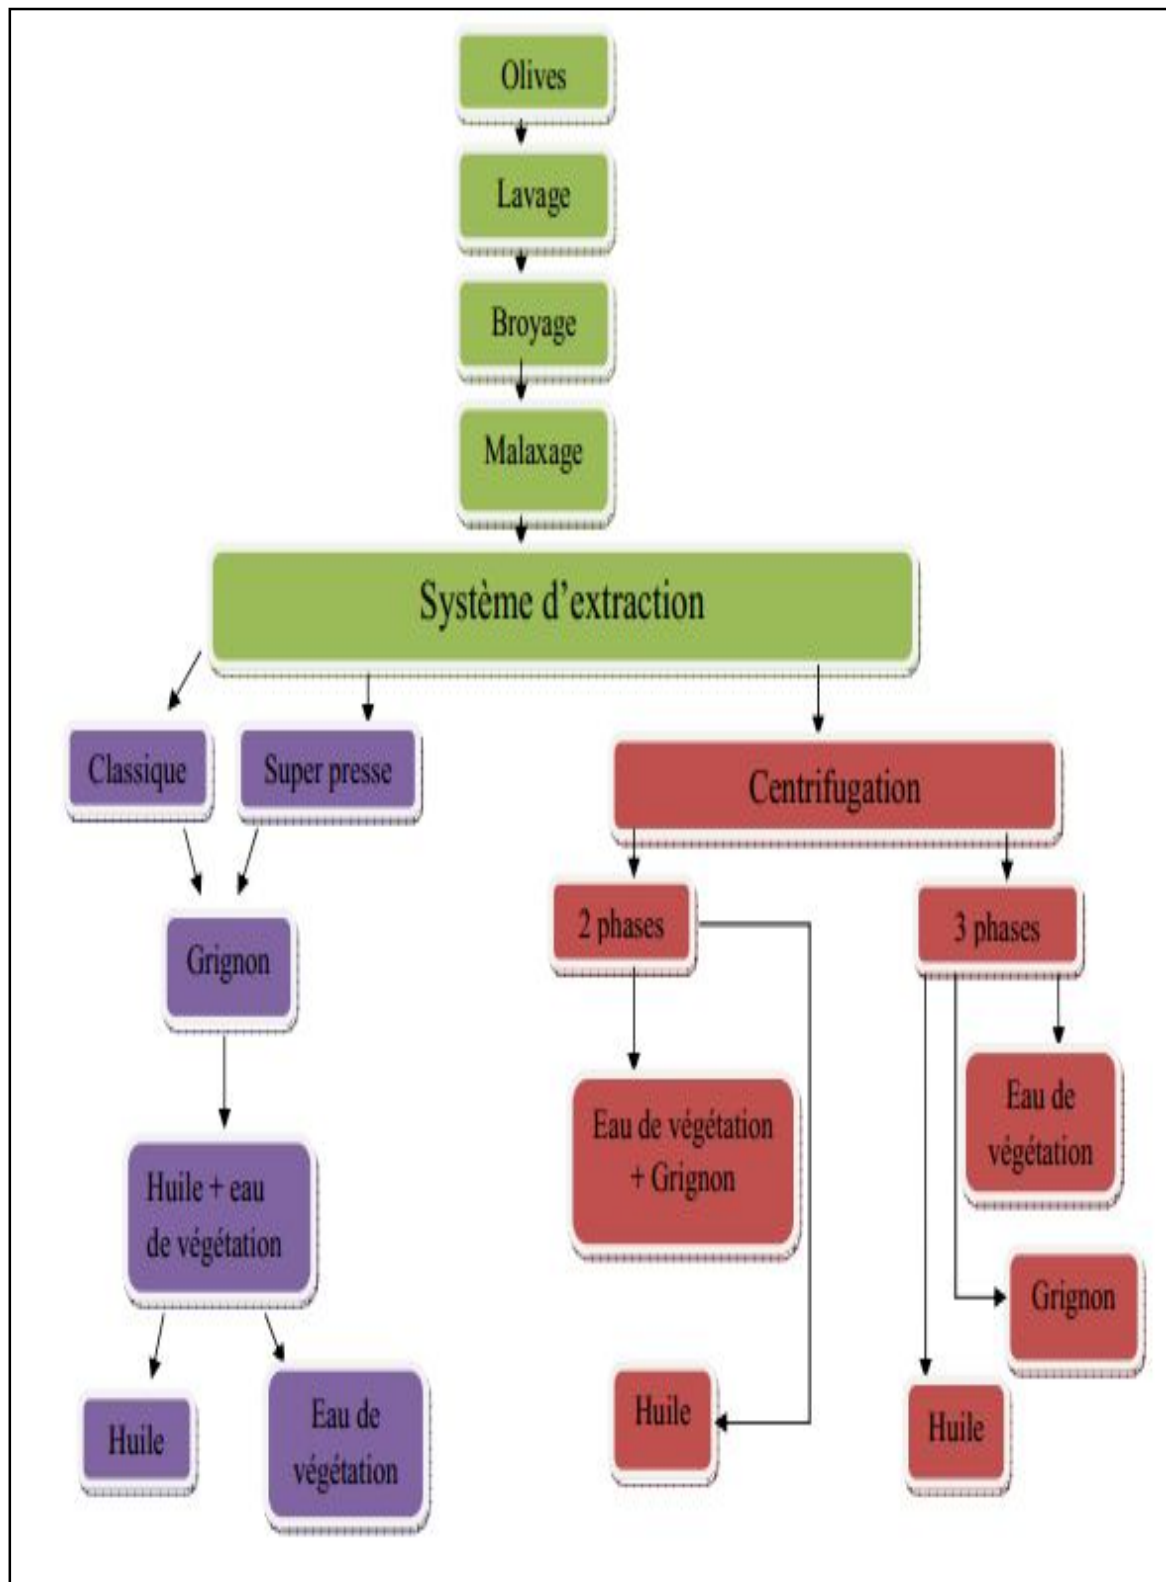 Olives
Lavage
Broyage
Malaxage
Système d’extraction
Classique
Super presse
Centrifugation
2 phases
3 phases
Grignon
Eau de végétation
+ Grignon
Eau de
végétation
Huile + eau
de végétation
Grignon
Huile
Eau de
végétation
Huile
Huile